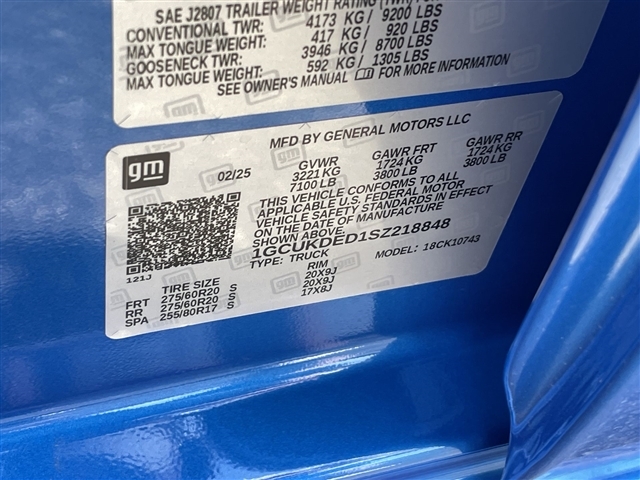 SAE J2807 TRAILER WEIGHT RATING (TWR) FOR
CONVENTIONAL TWR: 4173 KG / 9200 LBS
MAX TONGUE WEIGHT: 417 KG / 920 LBS
GOOSENECK TWR: 3946 KG / 8700 LBS
MAX TONGUE WEIGHT: 592 KG / 1305 LBS
SEE OWNER'S MANUAL FOR MORE INFORMATION
gm
MFD BY GENERAL MOTORS LLC
02/25 GVWR GAWR FRT GAWR RR
3221 KG 1724 KG 1724 KG
7100 LB 3800 LB 3800 LB
THIS VEHICLE CONFORMS TO ALL
APPLICABLE U.S. FEDERAL MOTOR
VEHICLE SAFETY STANDARDS IN EFFECT
ON THE DATE OF MANUFACTURE
SHOWN ABOVE.
1GCUKDED1SZ218848
TYPE: TRUCK MODEL: 18CK10743
121J
TIRE SIZE RIM
FRT 275/60R20 S 20X9J
RR 275/60R20 S 20X9J
SPA 255/80R17 S 17X8J